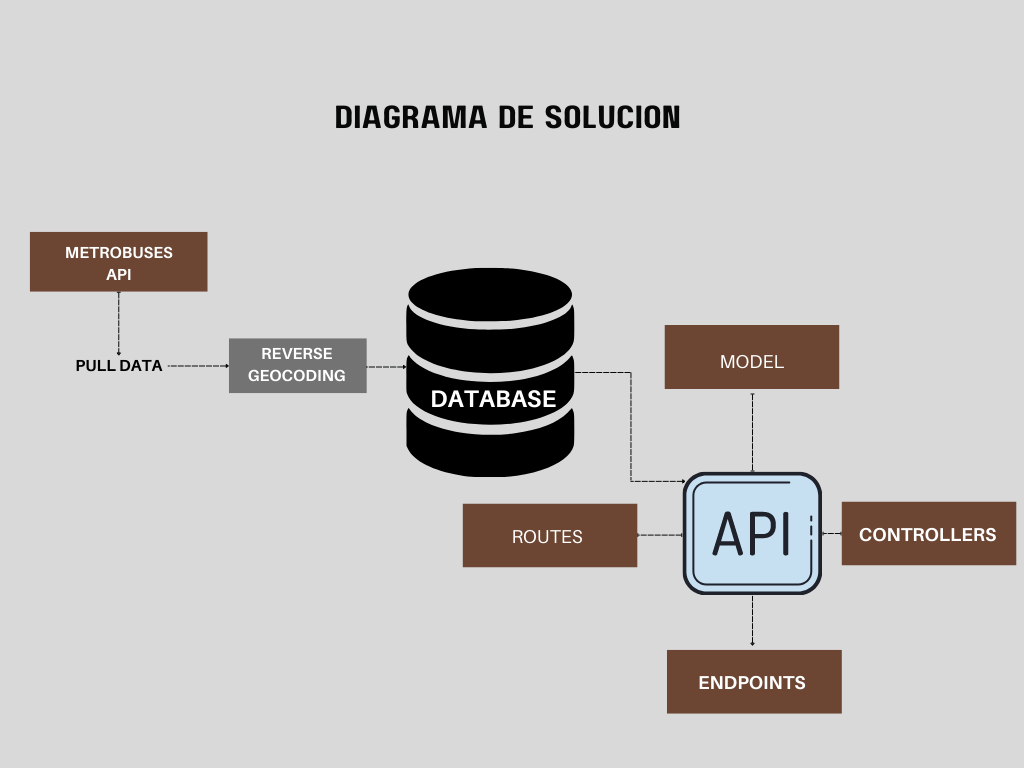 DIAGRAMA DE SOLUCION
METROBUSES
API
PULL DATA
REVERSE
GEOCODING
DATABASE
MODEL
ROUTES
API
CONTROLLERS
ENDPOINTS